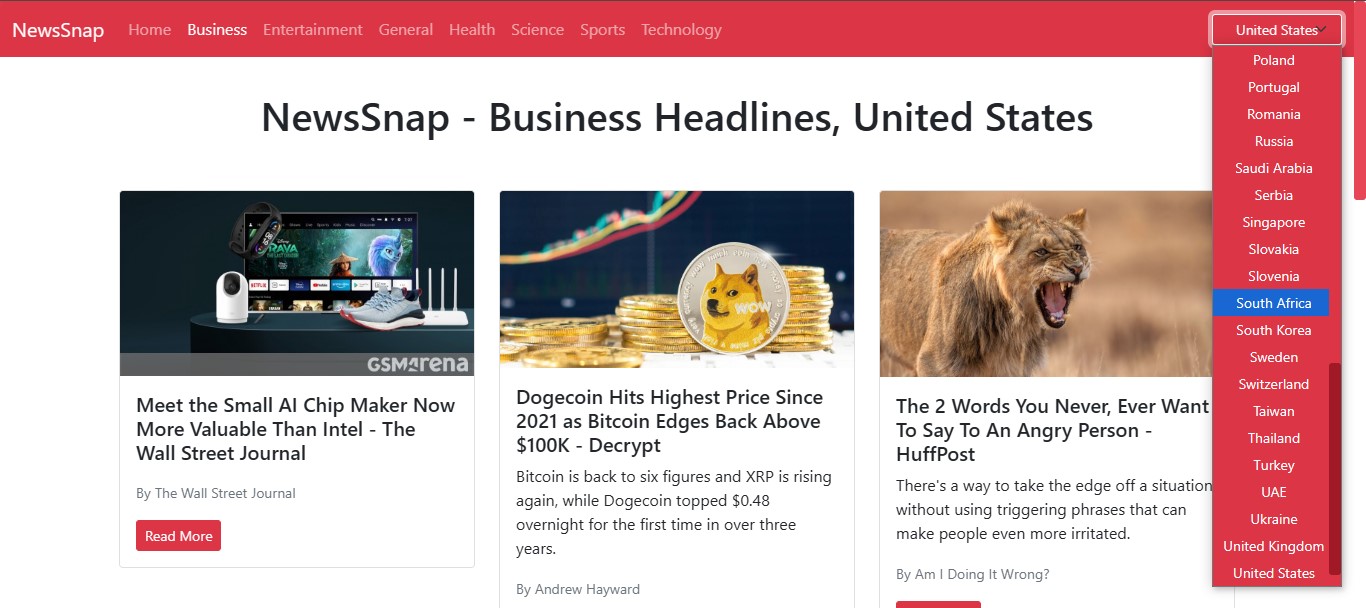 NewsSnap Home Business Entertainment General Health Science Sports Technology United States
NewsSnap - Business Headlines, United States
GSMArena
Meet the Small AI Chip Maker Now
More Valuable Than Intel - The
Wall Street Journal
By The Wall Street Journal
Read More
WOW
Dogecoin Hits Highest Price Since
2021 as Bitcoin Edges Back Above
$100K - Decrypt
Bitcoin is back to six figures and XRP is rising
again, while Dogecoin topped $0.48
overnight for the first time in over three
years.
By Andrew Hayward
The 2 Words You Never, Ever Want
To Say To An Angry Person -
HuffPost
There's a way to take the edge off a situation
without using triggering phrases that can
make people even more irritated.
By Am I Doing It Wrong?
Poland
Portugal
Romania
Russia
Saudi Arabia
Serbia
Singapore
Slovakia
Slovenia
South Africa
South Korea
Sweden
Switzerland
Taiwan
Thailand
Turkey
UAE
Ukraine
United Kingdom
United States